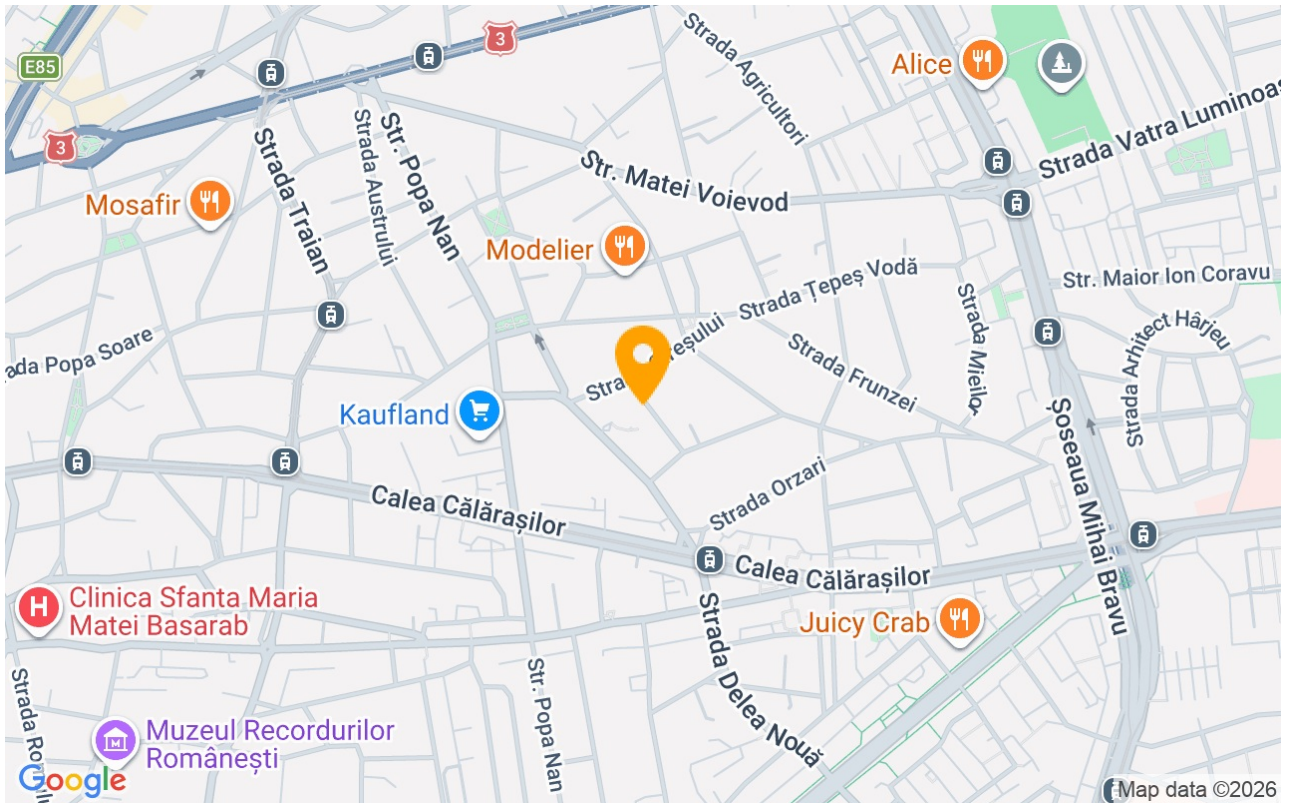 E85
3
3
Strada Agricultori
Alice
Strada Vatra Luminoas
Strada Traian
Strada Austrului
Str. Popa Nan
Str. Matei Voievod
Mosafir
Modelier
Strada Țepeș Vodă
Str. Maior Ion Coravu
Strada Mieilor
Strada Arhitect Hârjeu
ada Popa Soare
Strada Frunzei
Kaufland
Șoseaua Mihai Bravu
Calea Călărașilor
Strada Orzari
Calea Călărașilor
H Clinica Sfanta Maria
Matei Basarab
Juicy Crab
Strada Delea Nouă
Str. Popa Nan
Muzeul Recordurilor
Românești
Google
Map data ©2026